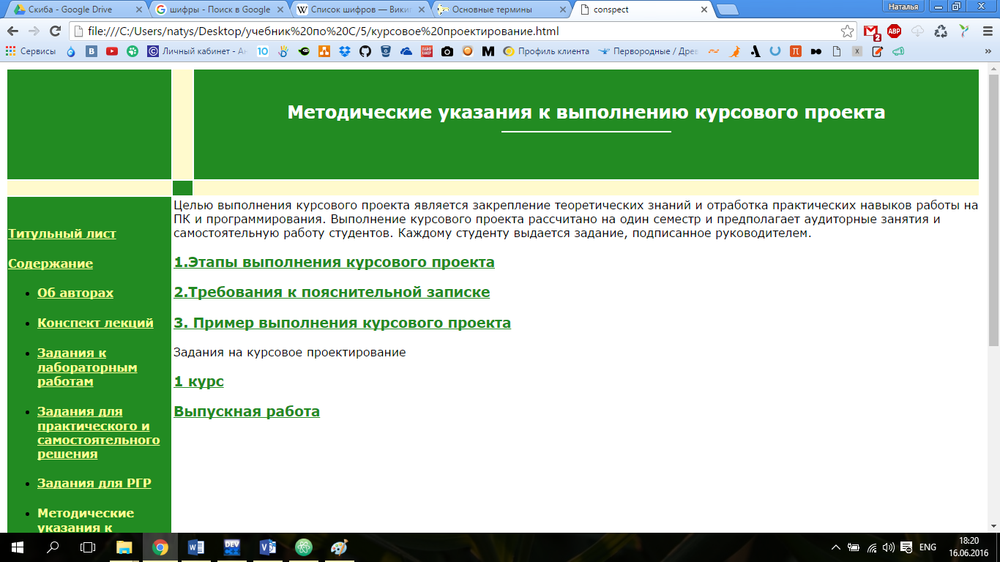 Скиба - Google Drive
шифры - Поиск в Google
Список шифров — Вики
Основные термины
conspect
Наталья
file:///C:/Users/natys/Desktop/учебник%20по%20C/5/курсовое%20проектирование.html
2
ABP
Сервисы
Личный кабинет - А
10
Профиль клиента
Первородные / Древ
Методические указания к выполнению курсового проекта
Титульный лист
Содержание
• Об авторах
• Конспект лекций
• Задания к
лабораторным
работам
• Задания для
практического и
самостоятельного
решения
• Задания для РГР
• Методические
указания к
Целью выполнения курсового проекта является закрепление теоретических знаний и отработка практических навыков работы на
ПК и программирования. Выполнение курсового проекта рассчитано на один семестр и предполагает аудиторные занятия и
самостоятельную работу студентов. Каждому студенту выдается задание, подписанное руководителем.
1.Этапы выполнения курсового проекта
2.Требования к пояснительной записке
3. Пример выполнения курсового проекта
Задания на курсовое проектирование
1 курс
Выпускная работа
DEV
ENG
18:20
16.06.2016